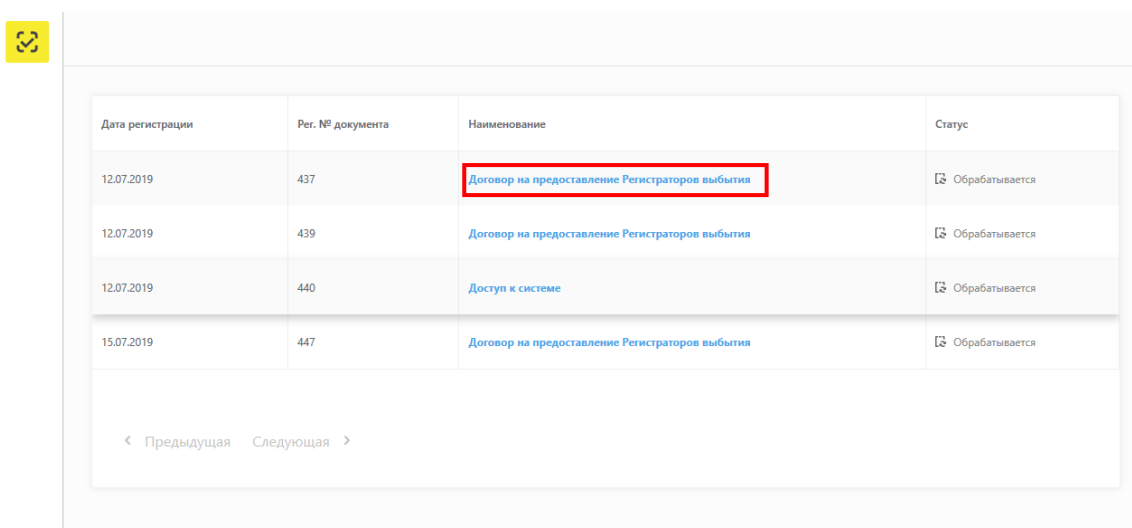 Дата регистрации Рег. № документа Наименование Статус
12.07.2019 437 Договор на предоставление Регистраторов выбытия Обрабатывается
12.07.2019 439 Договор на предоставление Регистраторов выбытия Обрабатывается
12.07.2019 440 Доступ к системе Обрабатывается
15.07.2019 447 Договор на предоставление Регистраторов выбытия Обрабатывается
Предыдущая Следующая